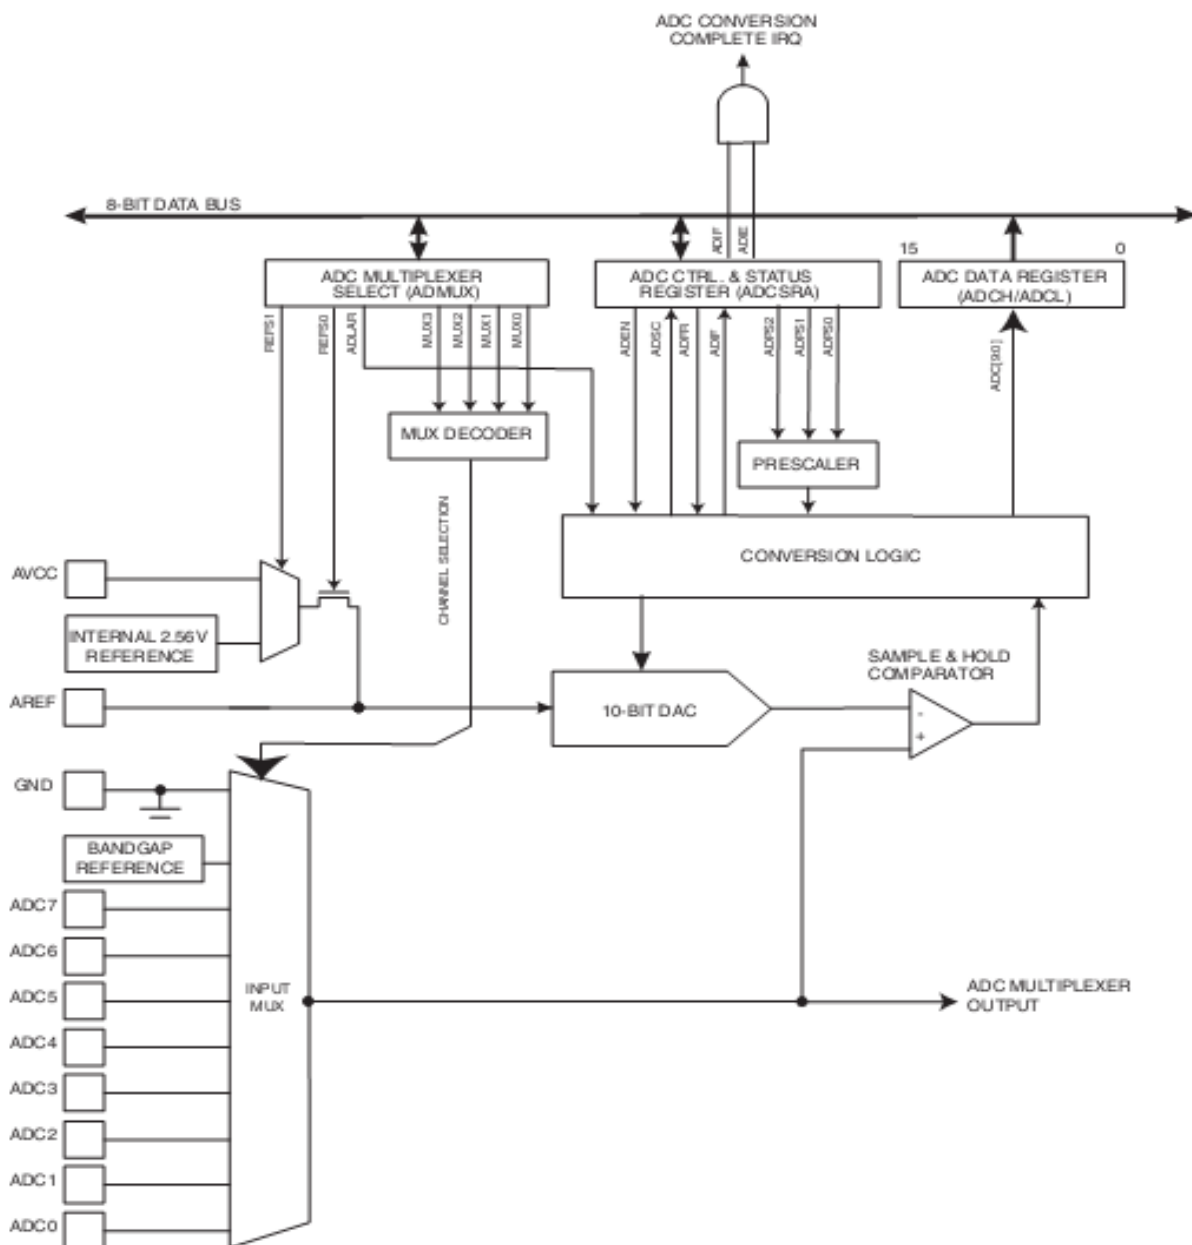 ADC CONVERSION
COMPLETE IRQ
8-BIT DATA BUS
ADIF
ADIE
15
0
ADC MULTIPLEXER
SELECT (ADMUX)
ADC CTRL. & STATUS
REGISTER (ADCSRA)
ADC DATA REGISTER
(ADCH/ADCL)
REFS1
REFS0
ADLAR
MUX3
MUX2
MUX1
MUX0
ADEN
ADSC
ADFR
ADIF
ADPS2
ADPS1
ADPS0
ADC[9:0]
MUX DECODER
PRESCALER
CHANNEL SELECTION
CONVERSION LOGIC
AVCC
INTERNAL 2.56V
REFERENCE
SAMPLE & HOLD
COMPARATOR
AREF
10-BIT DAC
-
+
GND
BANDGAP
REFERENCE
ADC7
ADC6
ADC5
INPUT
MUX
ADC MULTIPLEXER
OUTPUT
ADC4
ADC3
ADC2
ADC1
ADC0